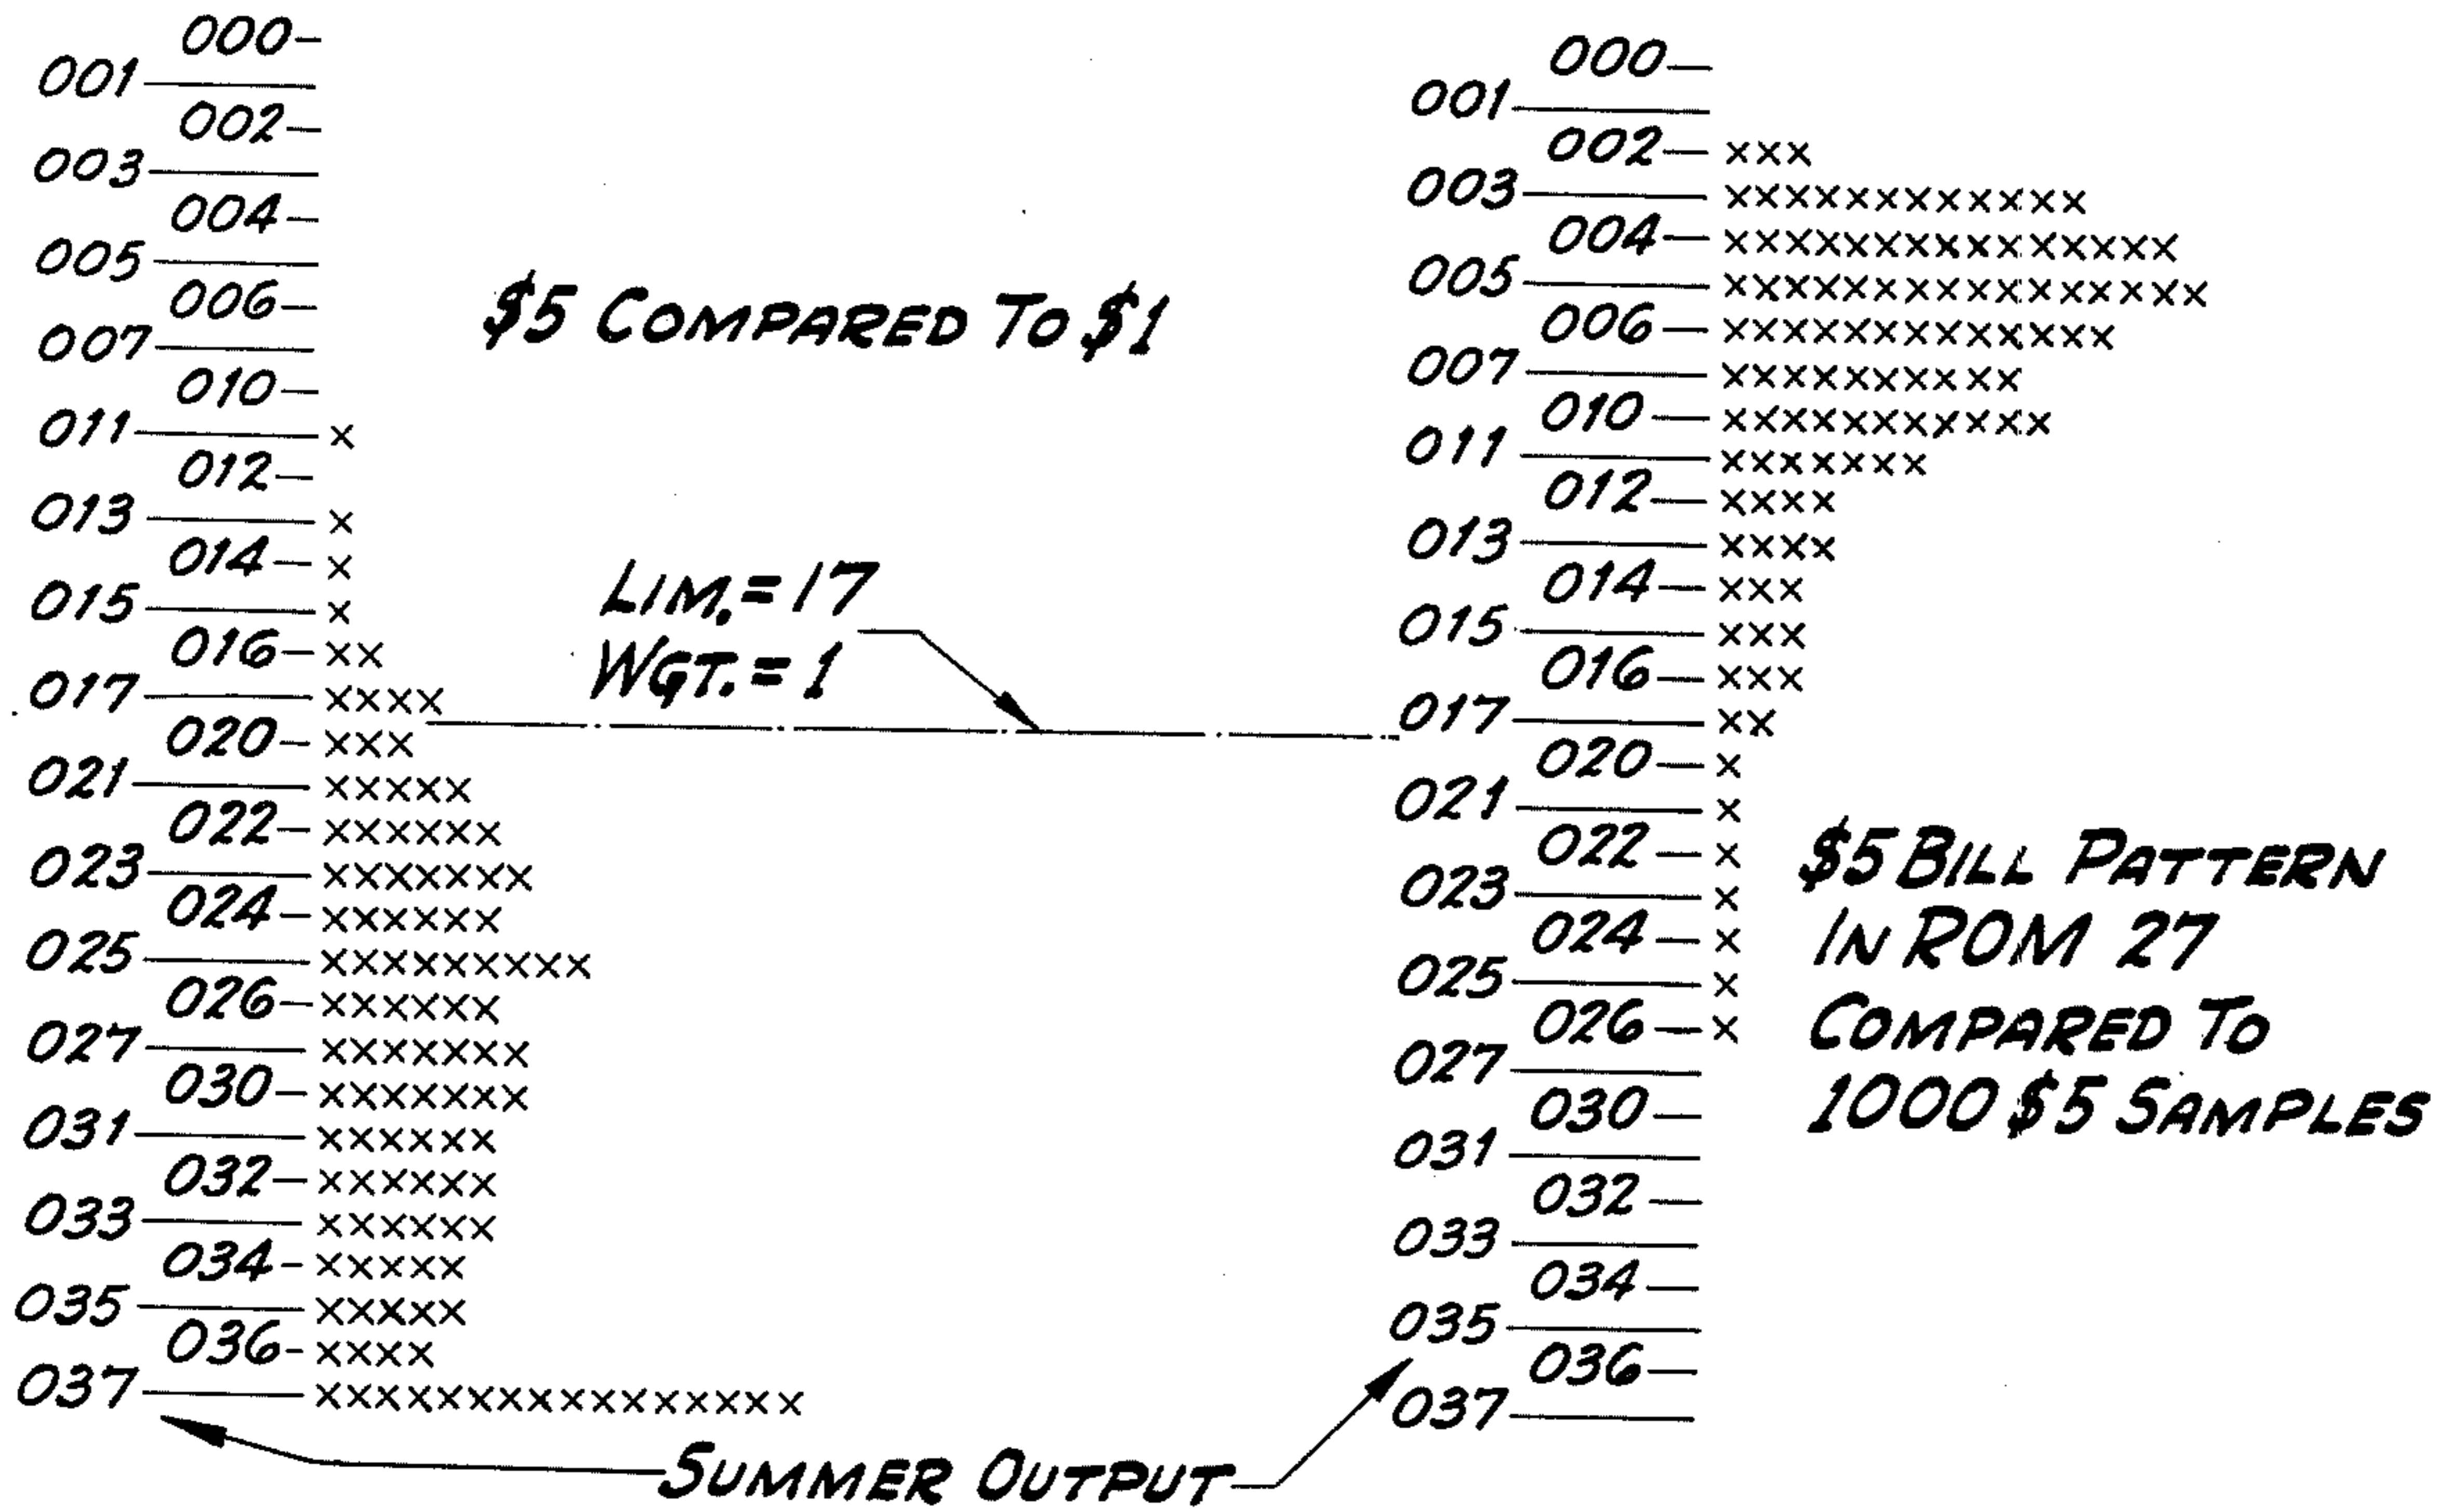 000
001
002
003
004
005
006
007
010
011 x
012
013 x
014 x
015 x
016 xx
017 xxxx
020 xxx
021 xxxxx
022 xxxxxx
023 xxxxxxx
024 xxxxxx
025 xxxxxxxxx
026 xxxxxx
027 xxxxxxx
030 xxxxxxx
031 xxxxxx
032 xxxxxx
033 xxxxxx
034 xxxxx
035 xxxxx
036 xxxx
037 xxxxxxxxxxxxxxxx
$5 COMPARED TO $1
LIM. = 17
WGT. = 1
000
001
002 xxx
003 xxxxxxxxxxxx
004 xxxxxxxxxxxxxxx
005 xxxxxxxxxxxxxxxx
006 xxxxxxxxxxxxx
007 xxxxxxxxxx
010 xxxxxxxxxxx
011 xxxxxxx
012 xxxx
013 xxxx
014 xxx
015 xxx
016 xxx
017 xx
020 x
021 x
022 x
023 x
024 x
025 x
026 x
027
030
031
032
033
034
035
036
037
$5 BILL PATTERN
IN ROM 27
COMPARED TO
1000 $5 SAMPLES
SUMMER OUTPUT